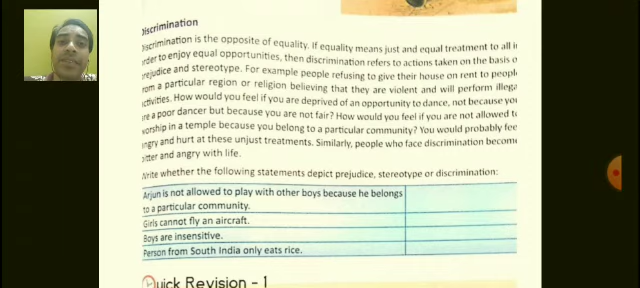 Discrimination
Discrimination is the opposite of equality. If equality means just and equal treatment to all in
order to enjoy equal opportunities, then discrimination refers to actions taken on the basis o
prejudice and stereotype. For example people refusing to give their house on rent to people
from a particular region or religion believing that they are violent and will perform illega
activities. How would you feel if you are deprived of an opportunity to dance, not because you
are a poor dancer but because you are not fair? How would you feel if you are not allowed to
worship in a temple because you belong to a particular community? You would probably fee
angry and hurt at these unjust treatments. Similarly, people who face discrimination become
bitter and angry with life.
Write whether the following statements depict prejudice, stereotype or discrimination:
Arjun is not allowed to play with other boys because he belongs
to a particular community.
Girls cannot fly an aircraft.
Boys are insensitive.
Person from South India only eats rice.
Quick Revision - 1